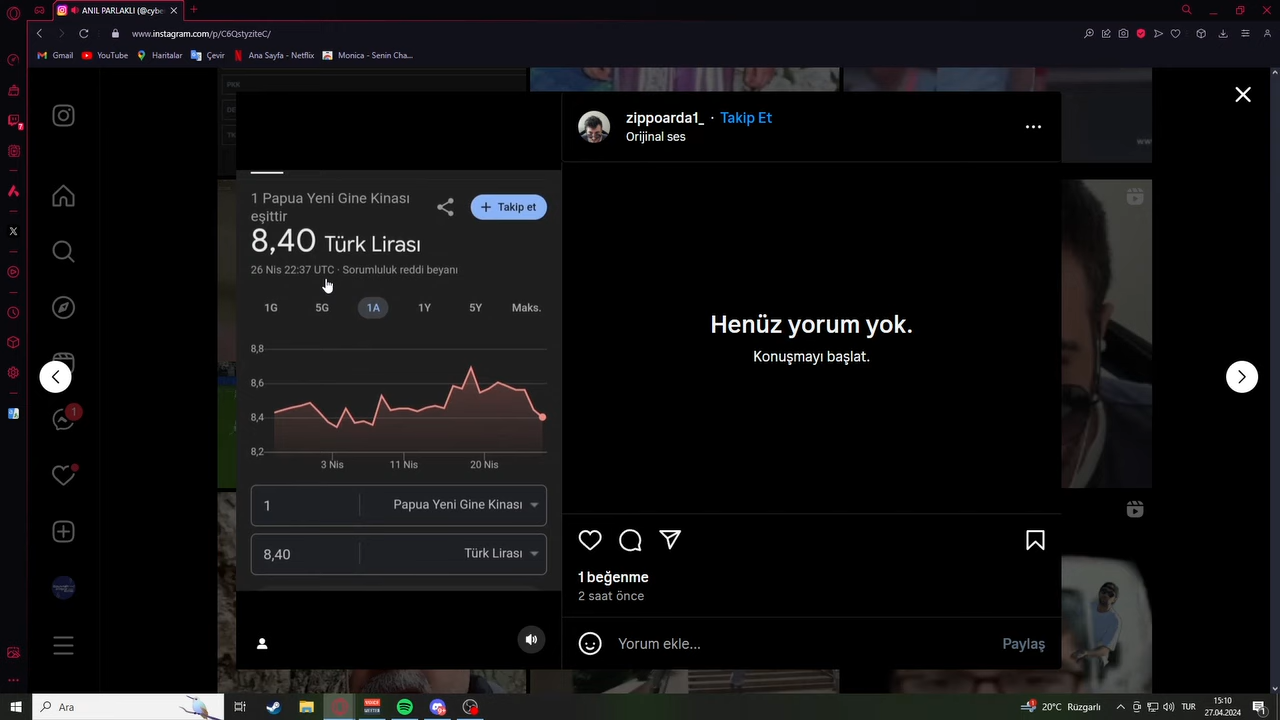 ANIL PARLAKLI (@cybe
www.instagram.com/p/C6QstyziteC/
Gmail
YouTube
Haritalar
Çevir
Ana Sayfa - Netflix
Monica - Senin Cha...
PKK
zippoarda1_ · Takip Et
Orijinal ses
1 Papua Yeni Gine Kinası
eşittir
Takip et
8,40 Türk Lirası
26 Nis 22:37 UTC · Sorumluluk reddi beyanı
1G
5G
1A
1Y
5Y
Maks.
8,8
8,6
8,4
8,2
3 Nis
11 Nis
20 Nis
1
Papua Yeni Gine Kinası
8,40
Türk Lirası
Henüz yorum yok.
Konuşmayı başlat.
1 beğenme
2 saat önce
Yorum ekle...
Paylaş
7
1
Ara
20°C Rüzgarlı
TUR
15:10
27.04.2024